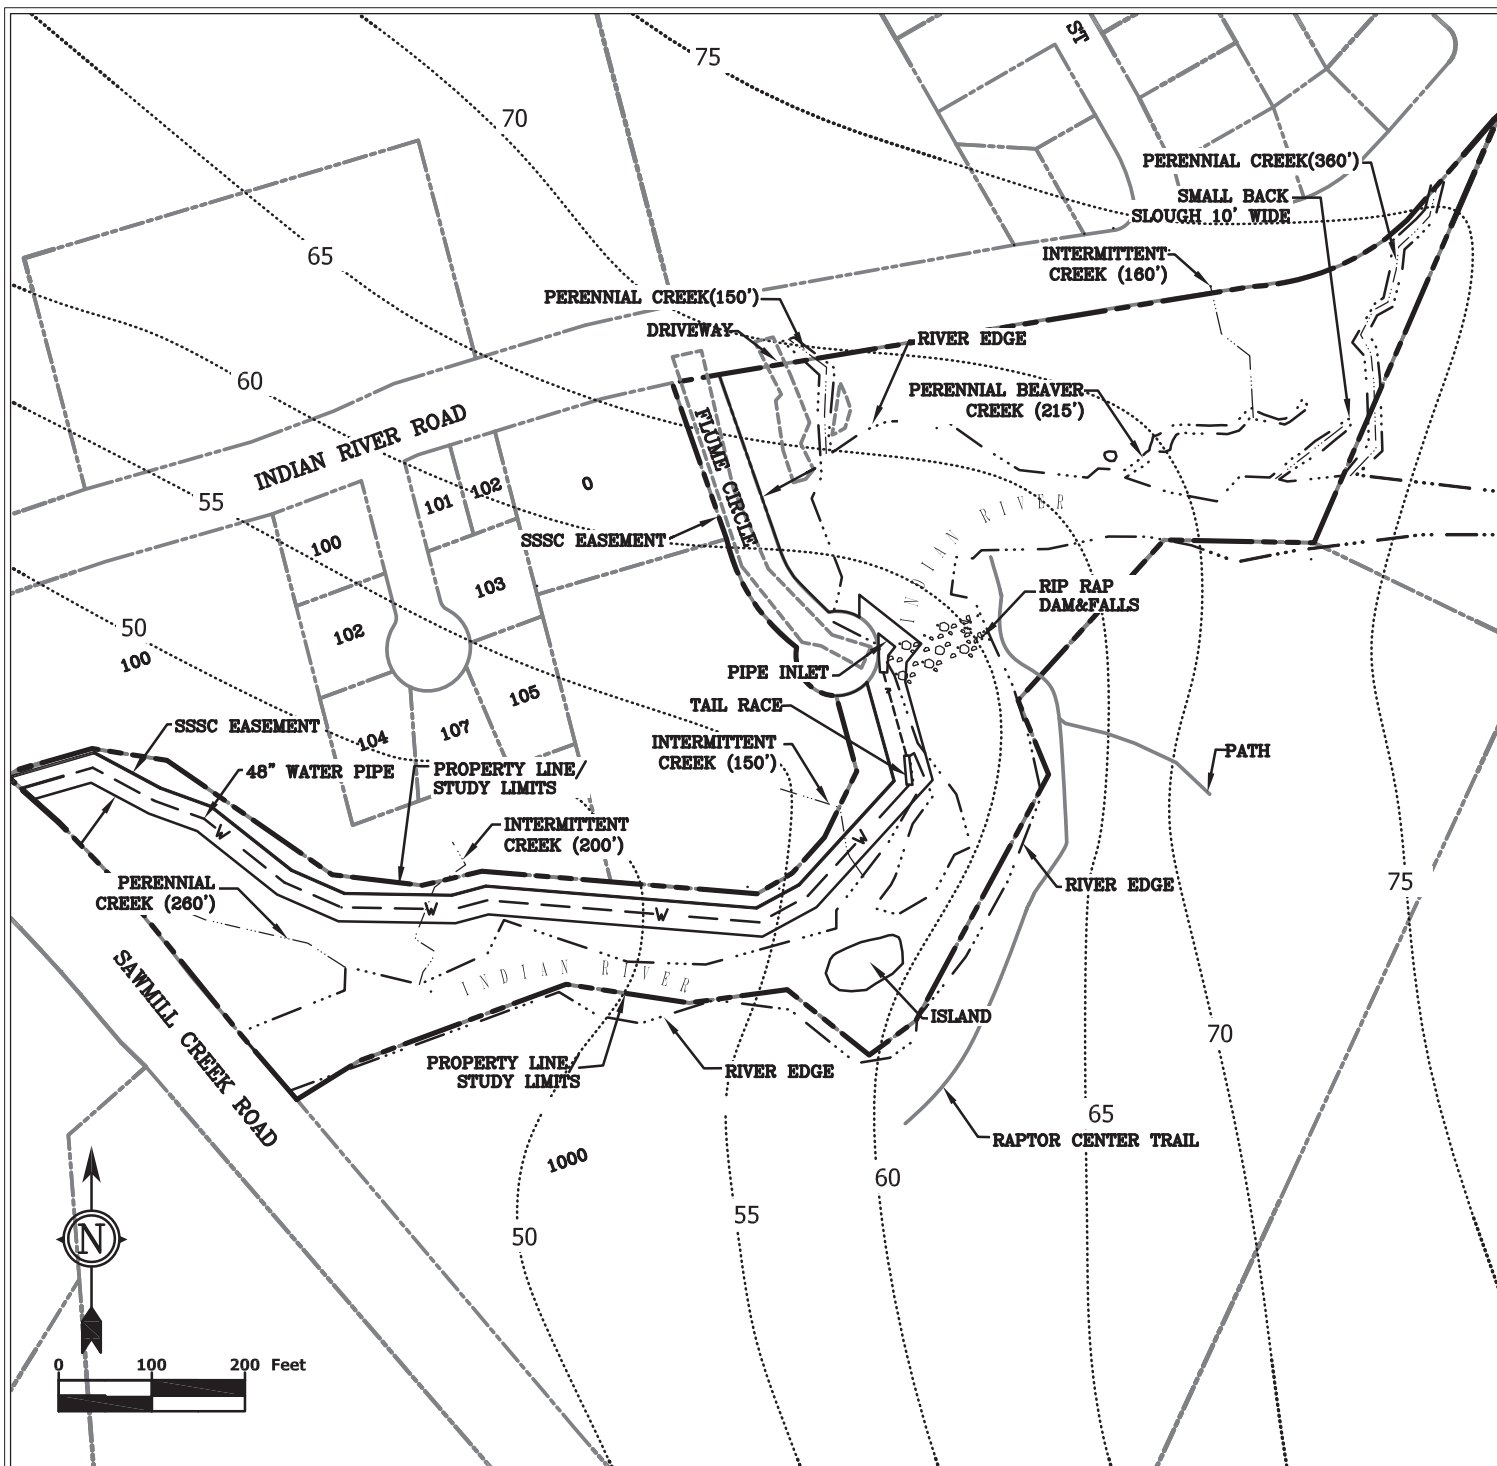 ST
75
70
PERENNIAL CREEK(360')
SMALL BACK
SLOUGH 10' WIDE
65
INTERMITTENT
CREEK (160')
PERENNIAL CREEK(150')
DRIVEWAY
RIVER EDGE
60
PERENNIAL BEAVER
CREEK (215')
INDIAN RIVER ROAD
FLUME CIRCLE
101
102
0
55
INDIAN RIVER
SSSC EASEMENT
100
103
RIP RAP
DAM&FALLS
50
102
100
PIPE INLET
105
TAIL RACE
SSSC EASEMENT
104
107
INTERMITTENT
CREEK (150')
PATH
48" WATER PIPE
PROPERTY LINE/
STUDY LIMITS
W
INTERMITTENT
CREEK (200')
W
PERENNIAL
CREEK (260')
RIVER EDGE
75
W
W
SAWMILL CREEK ROAD
INDIAN RIVER
ISLAND
70
PROPERTY LINE/
STUDY LIMITS
RIVER EDGE
65
RAPTOR CENTER TRAIL
1000
60
55
50
N
0 100 200 Feet